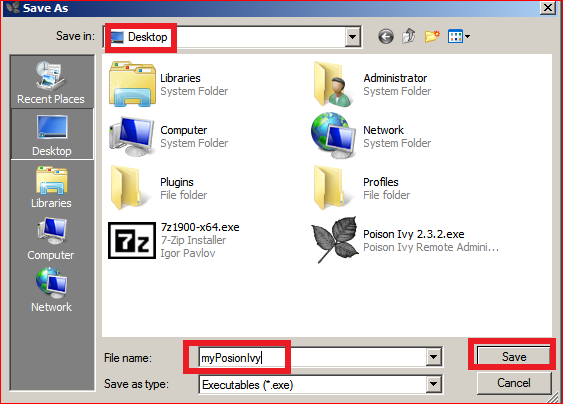 Save As
Save in:
Desktop
Recent Places
Desktop
Libraries
Computer
Network
Libraries
System Folder
Administrator
System Folder
Computer
System Folder
Network
System Folder
Plugins
File folder
Profiles
File folder
7z
7z1900-x64.exe
7-Zip Installer
Igor Pavlov
Poison Ivy 2.3.2.exe
Poison Ivy Remote Admini...
File name:
myPosionIvy
Save
Save as type:
Executables (*.exe)
Cancel